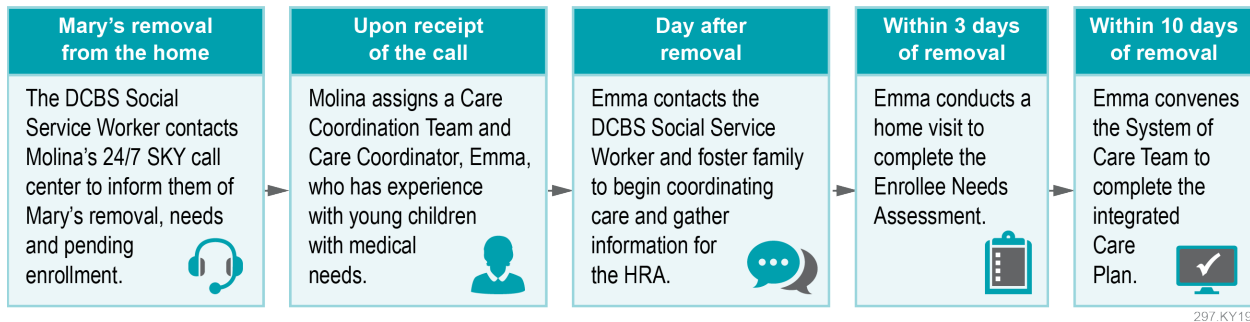 Mary’s removal
from the home
The DCBS Social
Service Worker contacts
Molina’s 24/7 SKY call
center to inform them of
Mary’s removal, needs
and pending
enrollment.
Upon receipt
of the call
Molina assigns a Care
Coordination Team and
Care Coordinator, Emma,
who has experience
with young children
with medical
needs.
Day after
removal
Emma contacts the
DCBS Social Service
Worker and foster family
to begin coordinating
care and gather
information for
the HRA.
Within 3 days
of removal
Emma conducts a
home visit to
complete the
Enrollee Needs
Assessment.
Within 10 days
of removal
Emma convenes
the System of
Care Team to
complete the
integrated
Care
Plan.
297.KY19